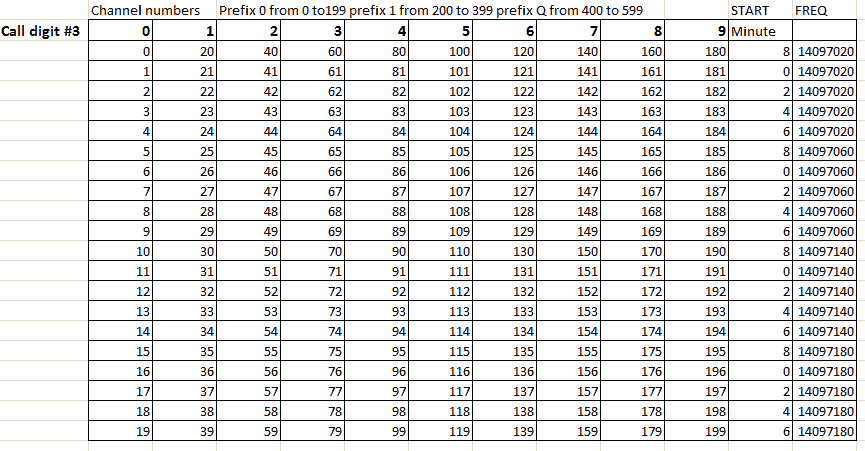 Channel numbers Prefix 0 from 0 to199 prefix 1 from 200 to 399 prefix Q from 400 to 599 START FREQ
Call digit #3 0 1 2 3 4 5 6 7 8 9 Minute
0 20 40 60 80 100 120 140 160 180 8 14097020
1 21 41 61 81 101 121 141 161 181 0 14097020
2 22 42 62 82 102 122 142 162 182 2 14097020
3 23 43 63 83 103 123 143 163 183 4 14097020
4 24 44 64 84 104 124 144 164 184 6 14097020
5 25 45 65 85 105 125 145 165 185 8 14097060
6 26 46 66 86 106 126 146 166 186 0 14097060
7 27 47 67 87 107 127 147 167 187 2 14097060
8 28 48 68 88 108 128 148 168 188 4 14097060
9 29 49 69 89 109 129 149 169 189 6 14097060
10 30 50 70 90 110 130 150 170 190 8 14097140
11 31 51 71 91 111 131 151 171 191 0 14097140
12 32 52 72 92 112 132 152 172 192 2 14097140
13 33 53 73 93 113 133 153 173 193 4 14097140
14 34 54 74 94 114 134 154 174 194 6 14097140
15 35 55 75 95 115 135 155 175 195 8 14097180
16 36 56 76 96 116 136 156 176 196 0 14097180
17 37 57 77 97 117 137 157 177 197 2 14097180
18 38 58 78 98 118 138 158 178 198 4 14097180
19 39 59 79 99 119 139 159 179 199 6 14097180